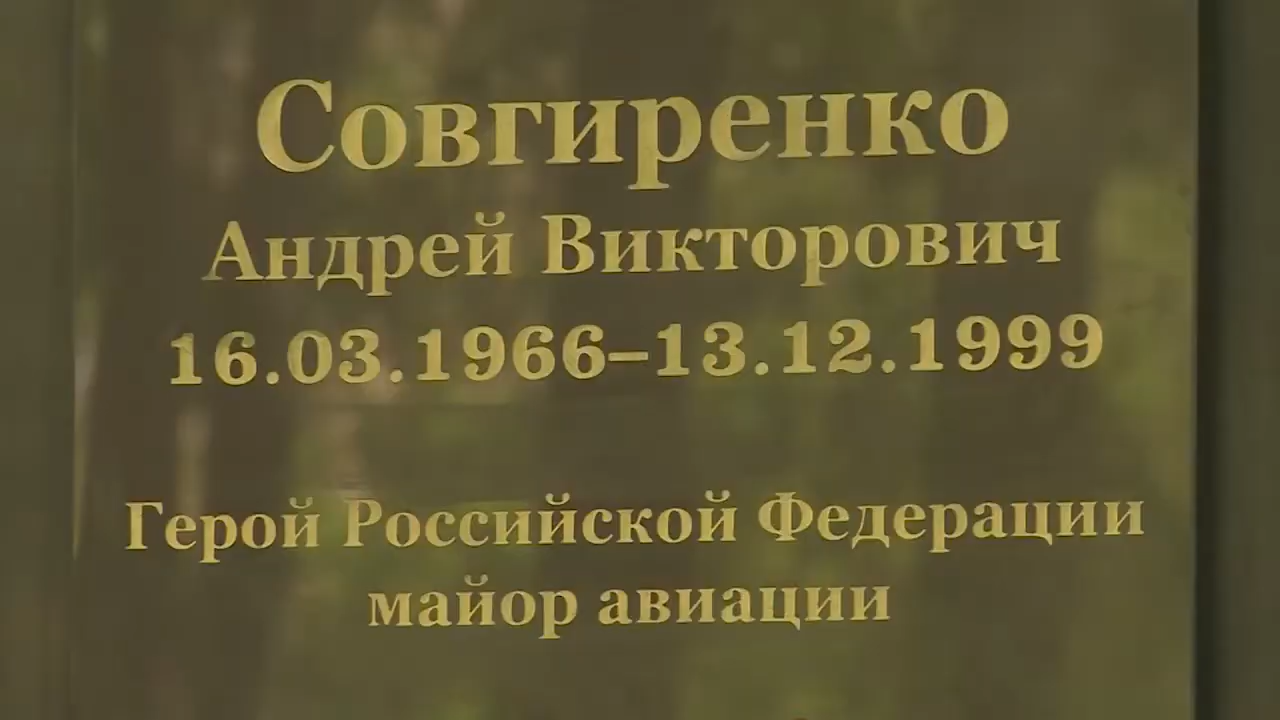 Совгиренко
Андрей Викторович
16.03.1966–13.12.1999
Герой Российской Федерации
майор авиации